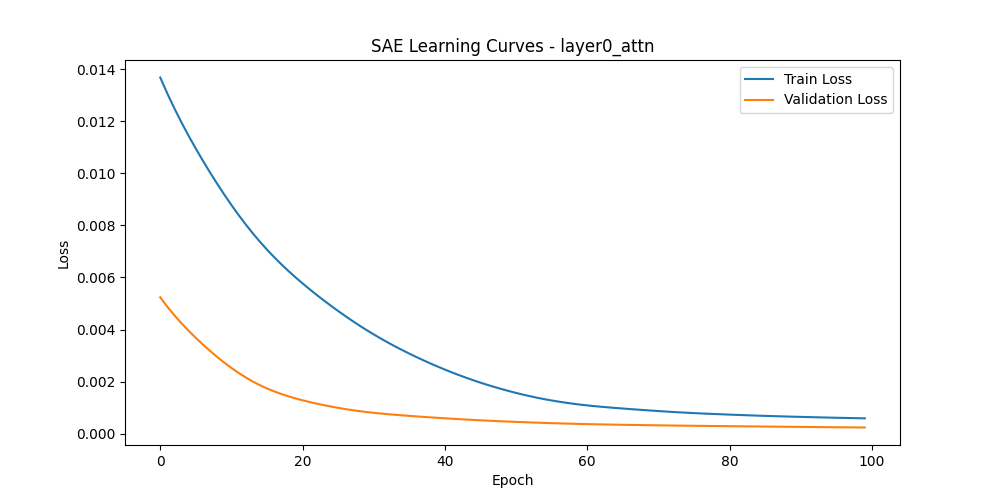 SAE Learning Curves - layer0_attn
Train Loss
Validation Loss
Loss
0.014
0.012
0.010
0.008
0.006
0.004
0.002
0.000
0 20 40 60 80 100
Epoch